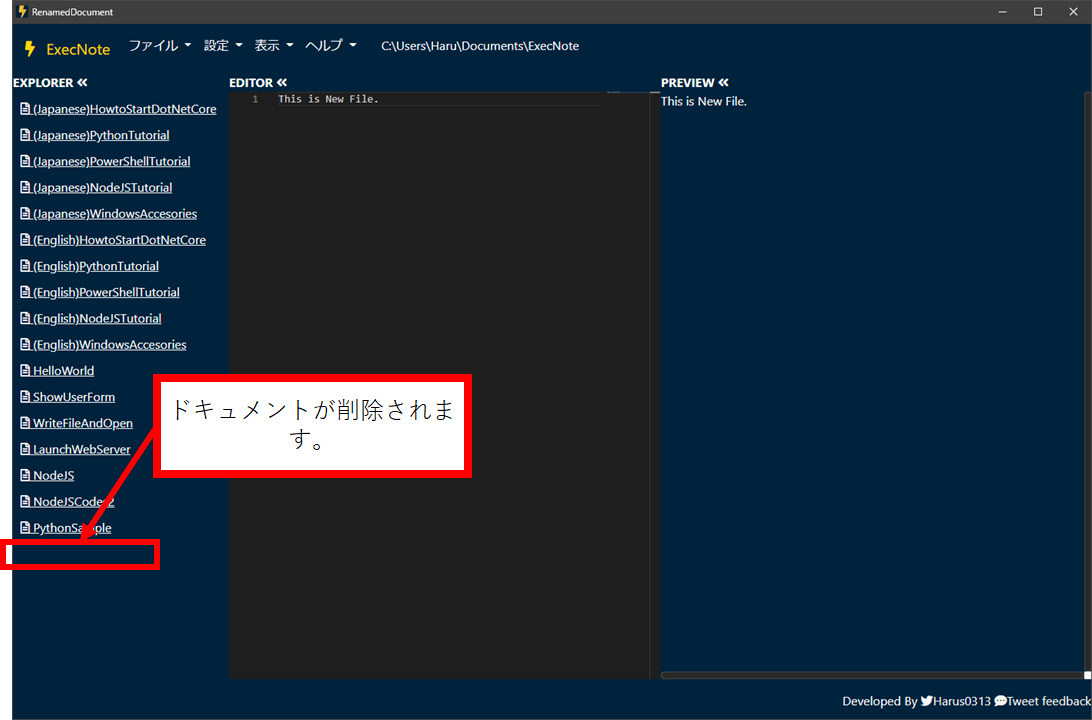 RenamedDocument
ExecNote ファイル 設定 表示 ヘルプ C:\Users\Haru\Documents\ExecNote
EXPLORER
(Japanese)HowtoStartDotNetCore
(Japanese)PythonTutorial
(Japanese)PowerShellTutorial
(Japanese)NodeJSTutorial
(Japanese)WindowsAccesories
(English)HowtoStartDotNetCore
(English)PythonTutorial
(English)PowerShellTutorial
(English)NodeJSTutorial
(English)WindowsAccesories
HelloWorld
ShowUserForm
WriteFileAndOpen
LaunchWebServer
NodeJS
PythonSample
EDITOR
1 This is New File.
PREVIEW
This is New File.
ドキュメントが削除されま
す。
Developed By Harus0313 Tweet feedback